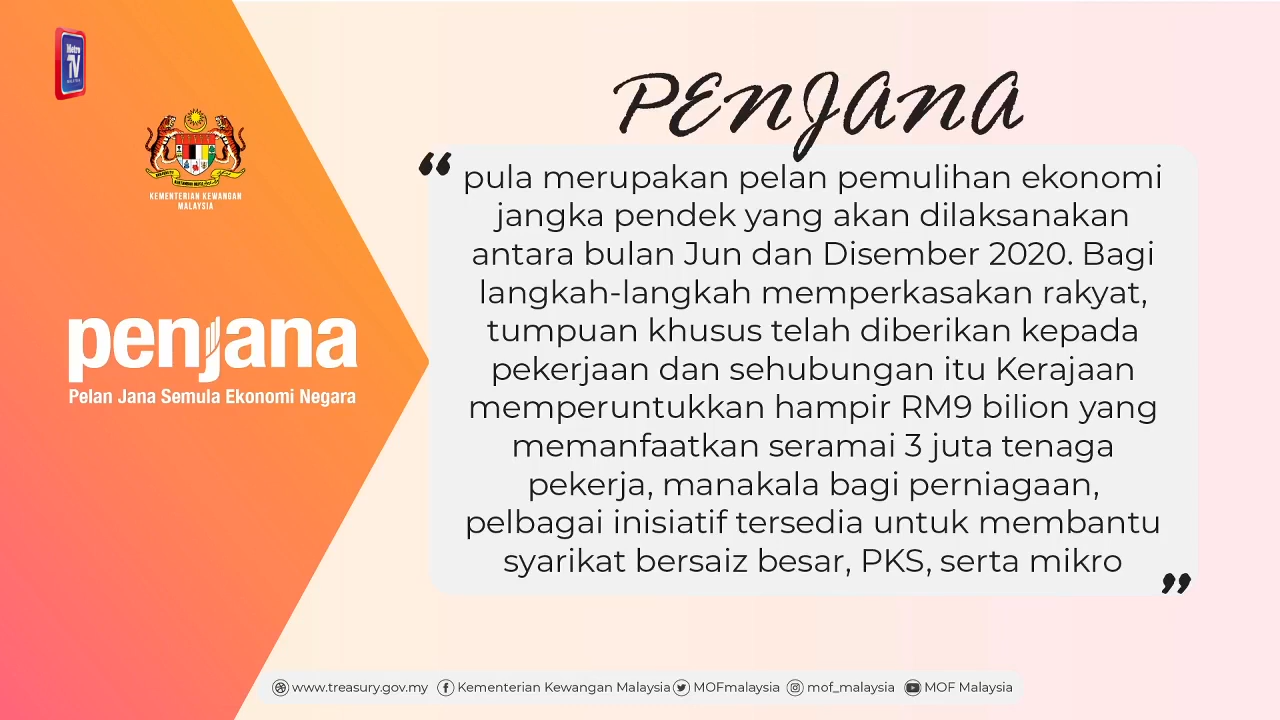 Metro
TV
KEMENTERIAN KEWANGAN
MALAYSIA
penjana
Pelan Jana Semula Ekonomi Negara
PENJANA
“ pula merupakan pelan pemulihan ekonomi
jangka pendek yang akan dilaksanakan
antara bulan Jun dan Disember 2020. Bagi
langkah-langkah memperkasakan rakyat,
tumpuan khusus telah diberikan kepada
pekerjaan dan sehubungan itu Kerajaan
memperuntukkan hampir RM9 bilion yang
memanfaatkan seramai 3 juta tenaga
pekerja, manakala bagi perniagaan,
pelbagai inisiatif tersedia untuk membantu
syarikat bersaiz besar, PKS, serta mikro ”
www.treasury.gov.my Kementerian Kewangan Malaysia MOFmalaysia mof_malaysia MOF Malaysia